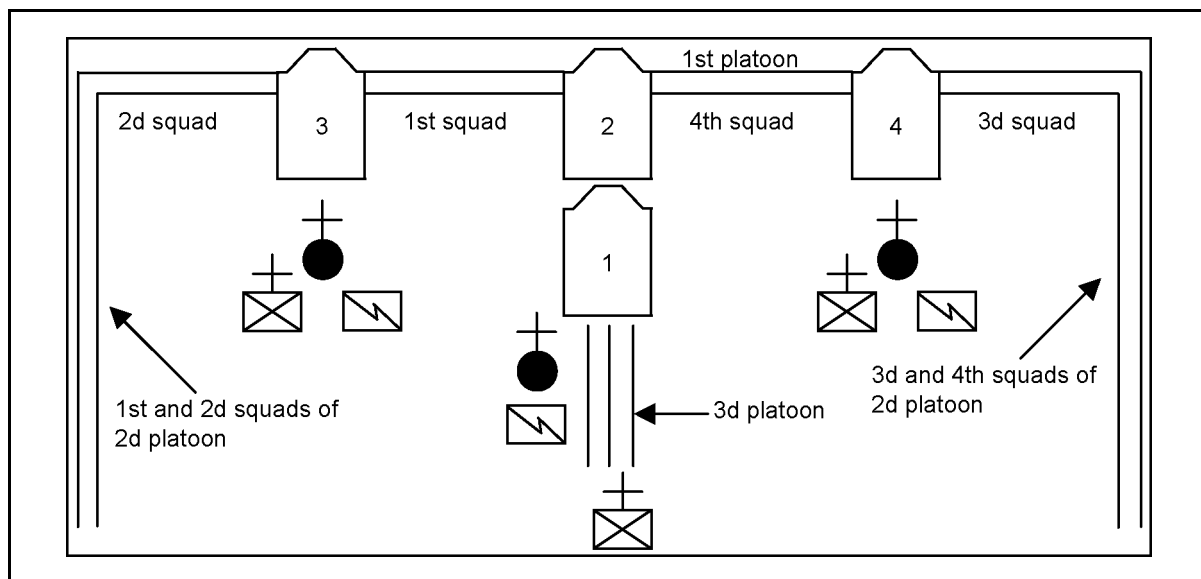 1st platoon
2d squad
3
1st squad
2
4th squad
4
3d squad
1
1st and 2d squads of
2d platoon
3d platoon
3d and 4th squads of
2d platoon